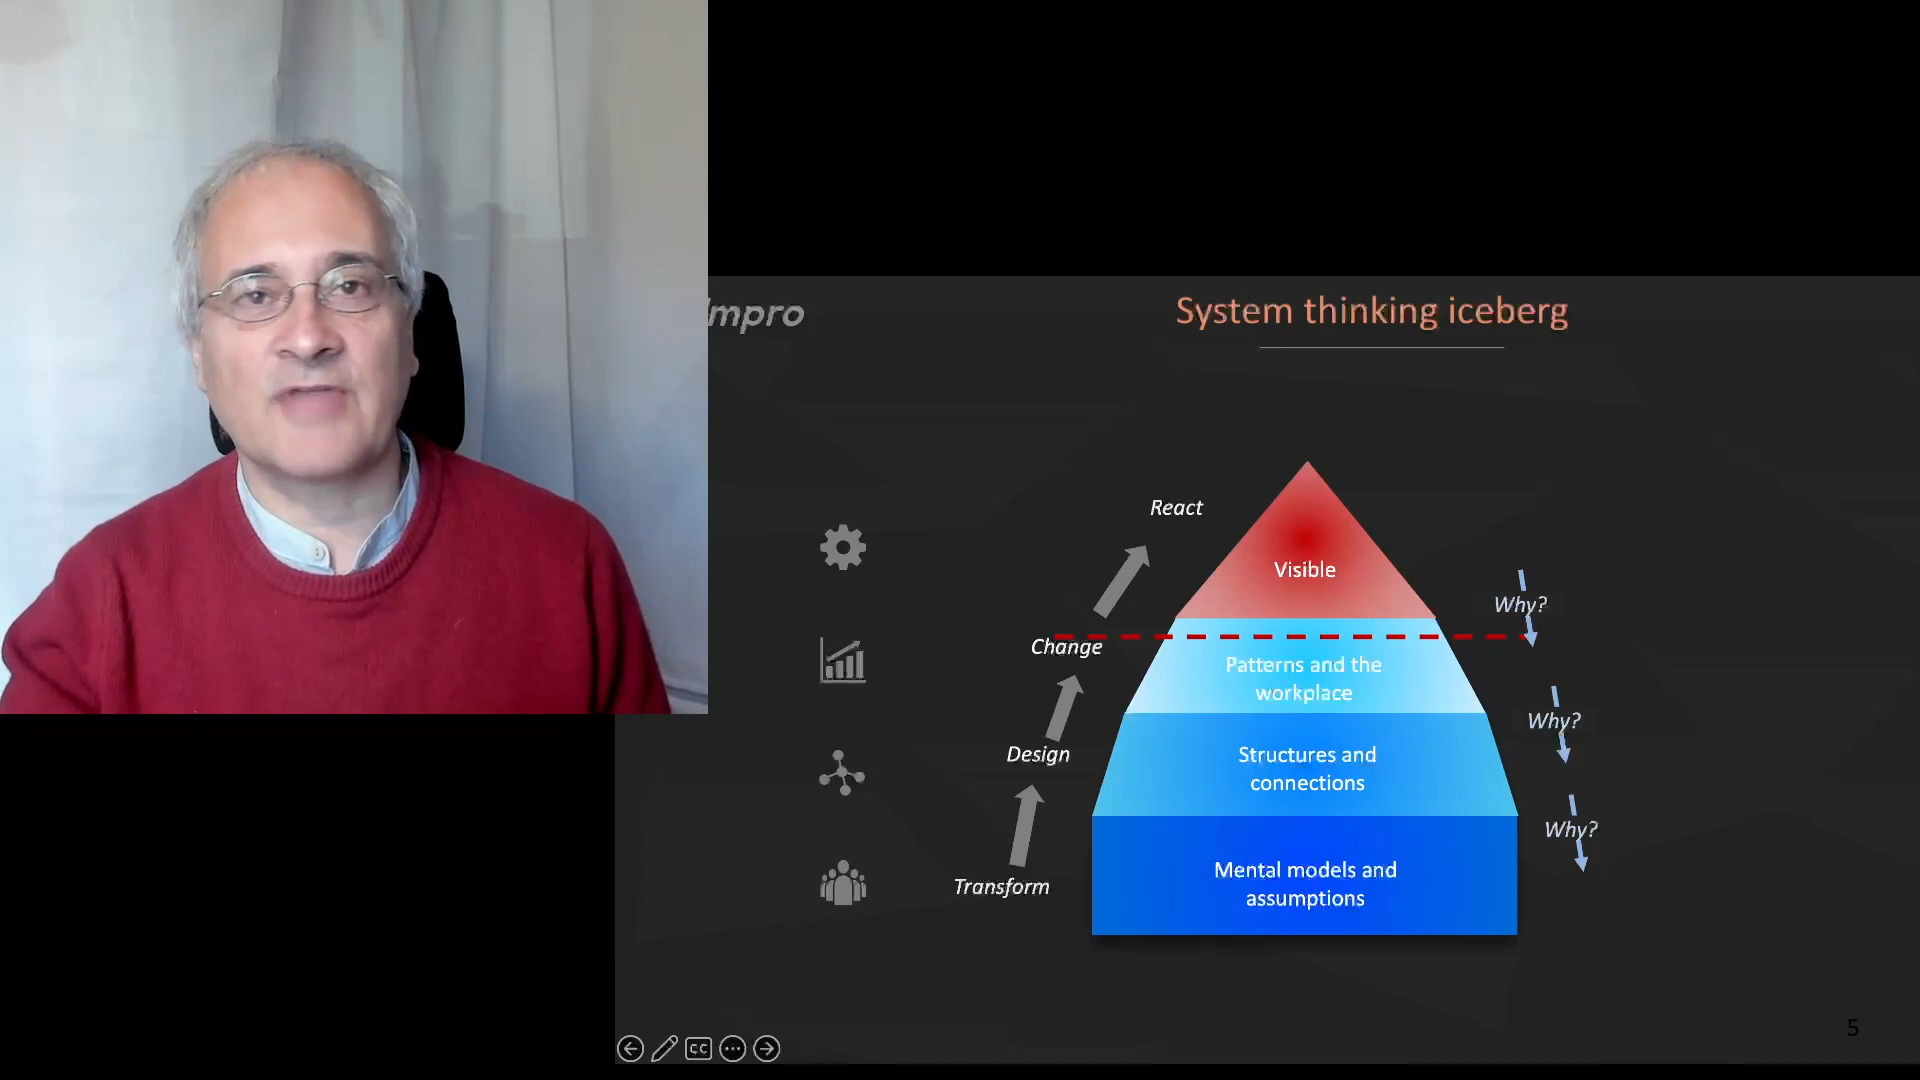 mpro
System thinking iceberg
React
Visible
Why?
Change
Patterns and the
workplace
Why?
Design
Structures and
connections
Why?
Transform
Mental models and
assumptions
5
CC